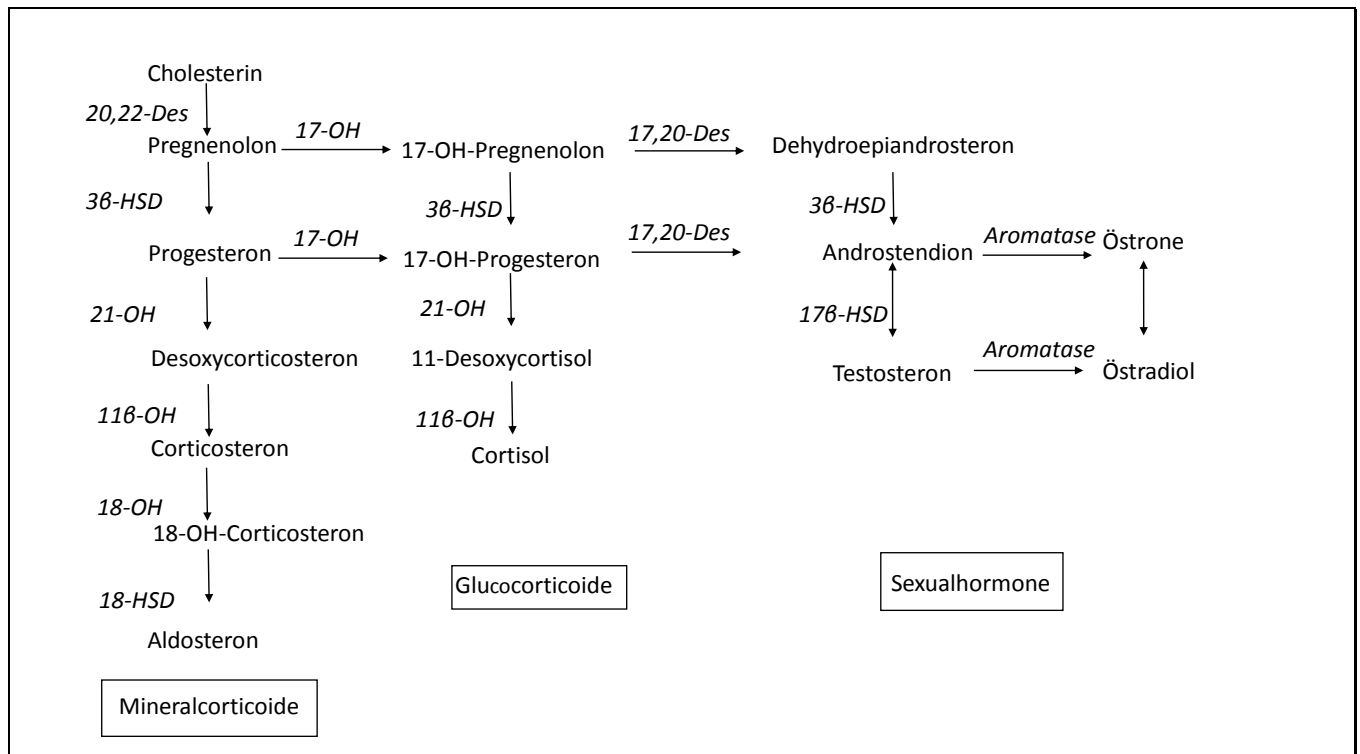 Cholesterin
20,22-Des
17-OH
17,20-Des
Pregnenolon
17-OH-Pregnenolon
Dehydroepiandrosteron
3β-HSD
3β-HSD
3β-HSD
17-OH
17,20-Des
Aromatase
Progesteron
17-OH-Progesteron
Androstendion
Östrone
21-OH
21-OH
17β-HSD
Aromatase
Desoxycorticosteron
11-Desoxycortisol
Testosteron
Östradiol
11β-OH
11β-OH
Corticosteron
Cortisol
18-OH
18-OH-Corticosteron
Glucocorticoide
Sexualhormone
18-HSD
Aldosteron
Mineralcorticoide